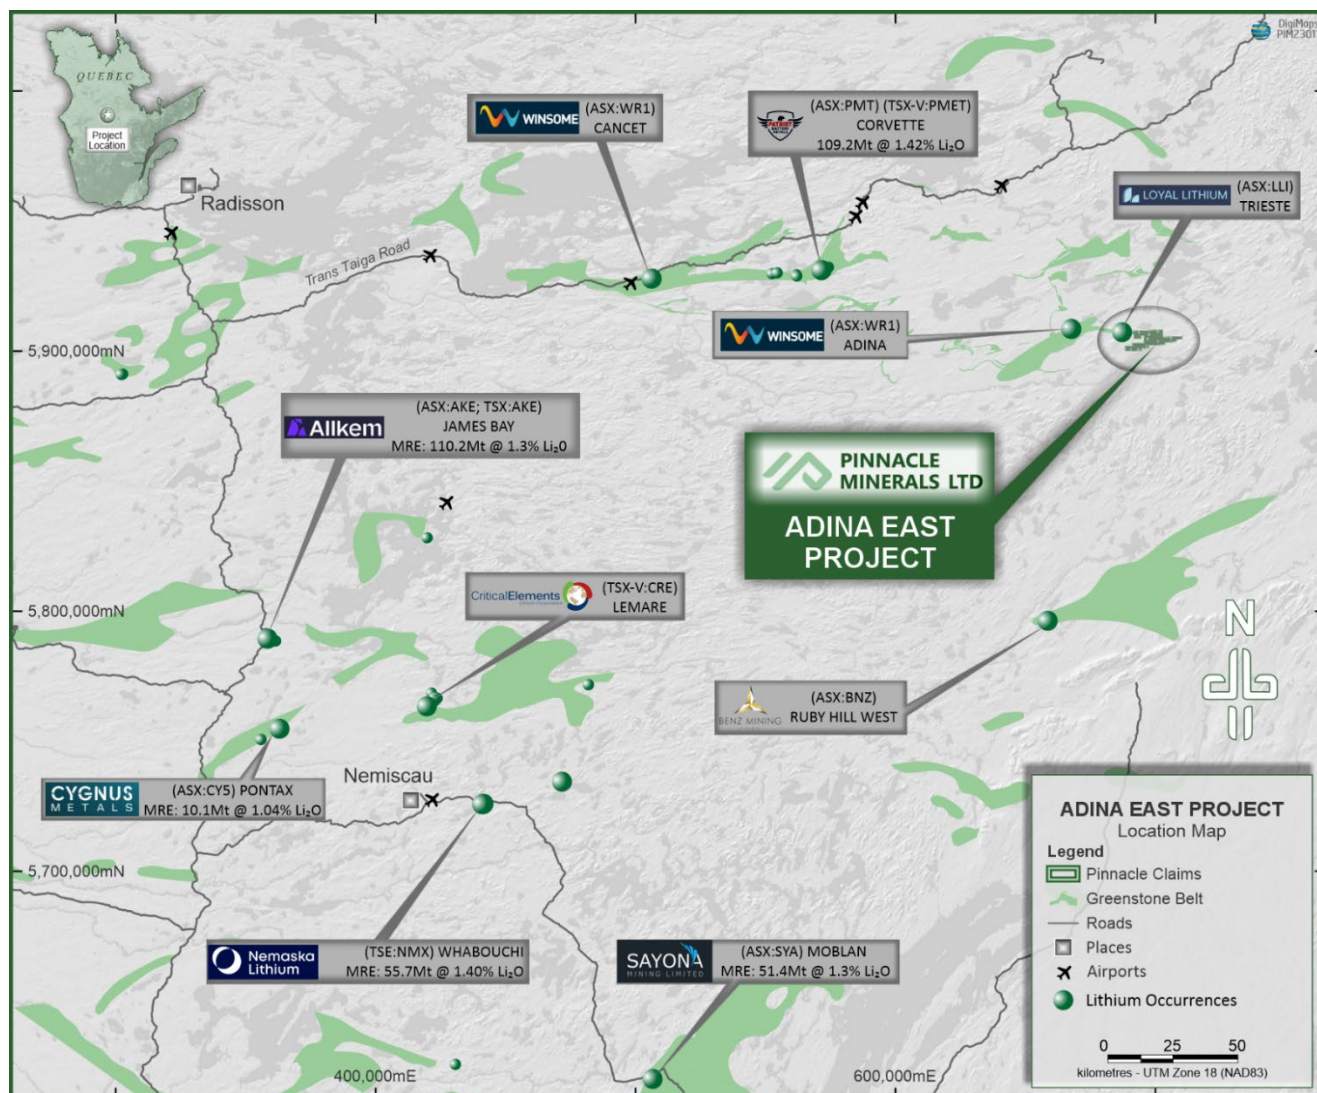 DigiMaps
PIM2301
QUEBEC
Project
Location
WINSOME
(ASX:WR1)
CANCET
PATRIOT
(ASX:PMT) (TSX-V:PMET)
CORVETTE
109.2Mt @ 1.42% Li₂O
LOYAL LITHIUM
(ASX:LLI)
TRIESTE
Radisson
Trans Taiga Road
WINSOME
(ASX:WR1)
ADINA
5,900,000mN
Allkem
(ASX:AKE; TSX:AKE)
JAMES BAY
MRE: 110.2Mt @ 1.3% Li₂0
PINNACLE
MINERALS LTD
ADINA EAST
PROJECT
CriticalElements
(TSX-V:CRE)
LEMARE
5,800,000mN
N
BENZ MINING
(ASX:BNZ)
RUBY HILL WEST
Nemiscau
CYGNUS
METALS
(ASX:CY5) PONTAX
MRE: 10.1Mt @ 1.04% Li₂O
5,700,000mN
Nemaska
Lithium
(TSE:NMX) WHABOUCHI
MRE: 55.7Mt @ 1.40% Li₂O
SAYONA
MINING LIMITED
(ASX:SYA) MOBLAN
MRE: 51.4Mt @ 1.3% Li₂O
ADINA EAST PROJECT
Location Map
Legend
Pinnacle Claims
Greenstone Belt
Roads
Places
Airports
Lithium Occurrences
0 25 50
kilometres - UTM Zone 18 (NAD83)
400,000mE
600,000mE